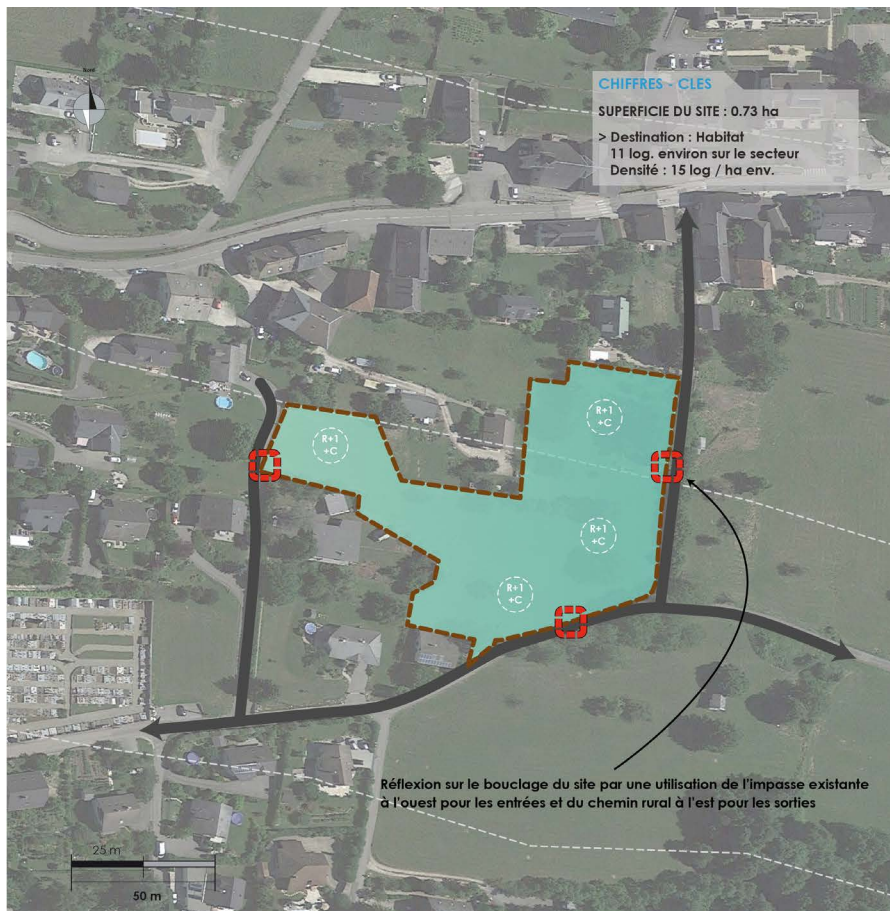 Nord
CHIFFRES - CLES
SUPERFICIE DU SITE : 0.73 ha
> Destination : Habitat
11 log. environ sur le secteur
Densité : 15 log / ha env.
R+1
+C
R+1
+C
R+1
+C
R+1
+C
Réflexion sur le bouclage du site par une utilisation de l'impasse existante
à l'ouest pour les entrées et du chemin rural à l'est pour les sorties
25 m
50 m